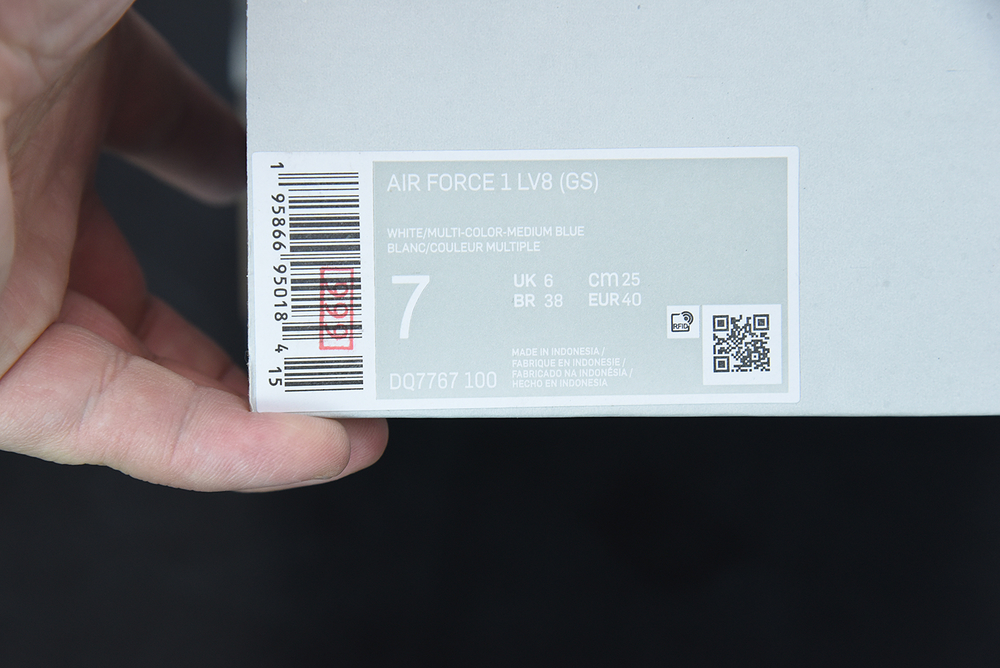 AIR FORCE 1 LV8 (GS)
WHITE/MULTI-COLOR-MEDIUM BLUE
BLANC/COULEUR MULTIPLE
7
UK 6
cm 25
BR 38
EUR 40
RFID
DQ7767 100
MADE IN INDONESIA /
FABRIQUE EN INDONESIE /
FABRICADO NA INDONÉSIA /
HECHO EN INDONESIA
1 95866 95018 4 15
999